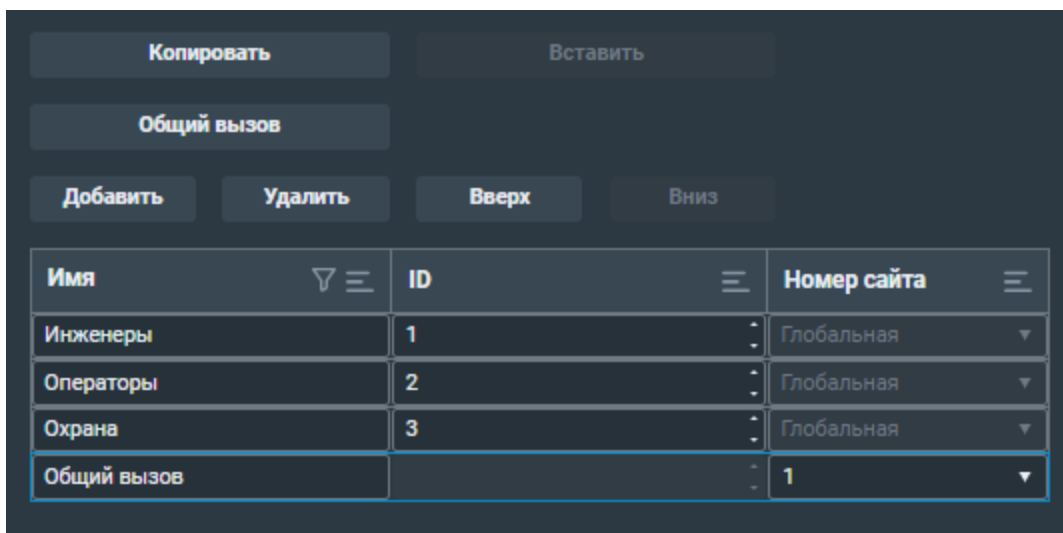 Копировать Вставить
Общий вызов
Добавить Удалить Вверх Вниз
Имя ID Номер сайта
Инженеры 1 Глобальная
Операторы 2 Глобальная
Охрана 3 Глобальная
Общий вызов 1